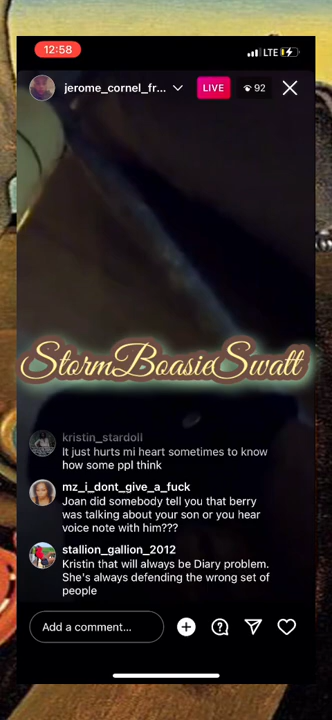 12:58
LTE
jerome_cornel_fr...
LIVE
92
StormBoasieSwatt
kristin_stardoll
It just hurts mi heart sometimes to know
how some ppl think
mz_i_dont_give_a_fuck
Joan did somebody tell you that berry
was talking about your son or you hear
voice note with him???
stallion_gallion_2012
Kristin that will always be Diary problem.
She's always defending the wrong set of
people
Add a comment...